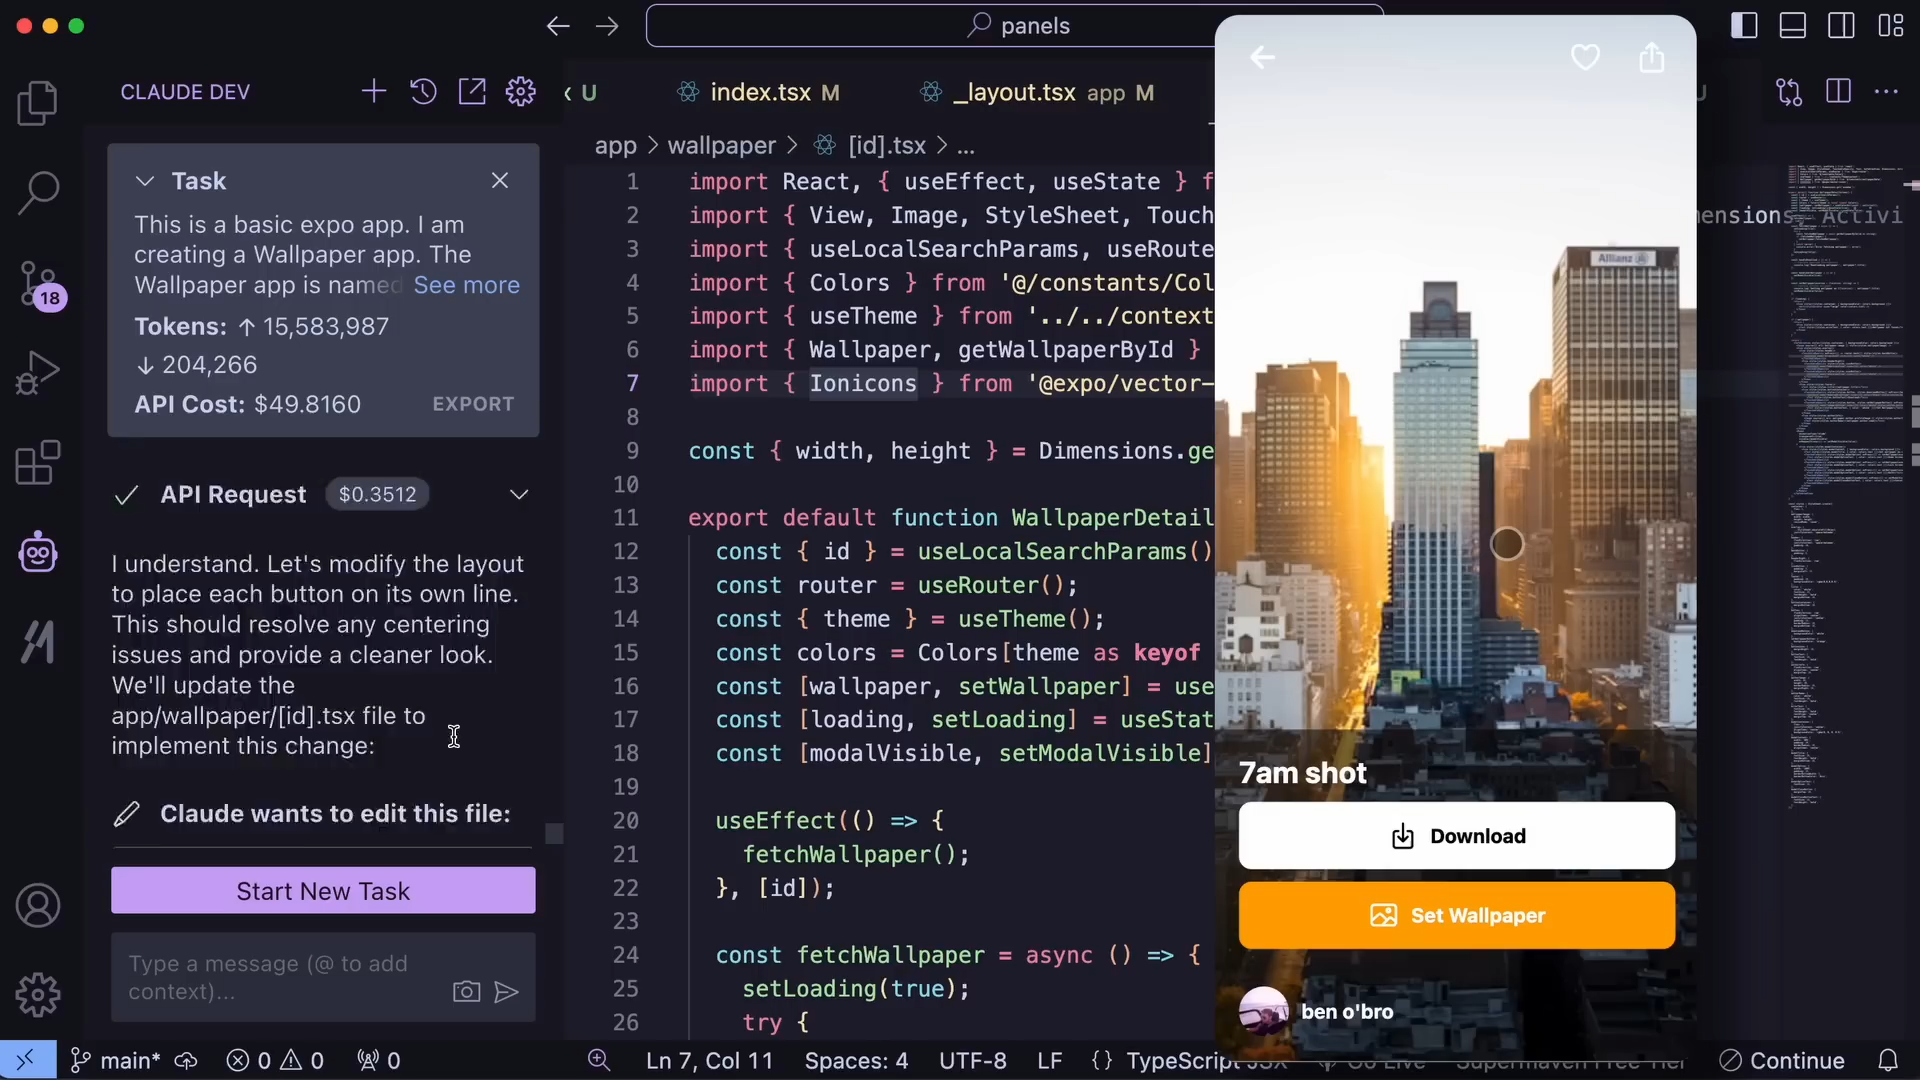 panels
CLAUDE DEV
U
index.tsx M
_layout.tsx app M
app > wallpaper > [id].tsx > ...
Task
This is a basic expo app. I am
creating a Wallpaper app. The
Wallpaper app is named See more
Tokens: ↑ 15,583,987
↓ 204,266
API Cost: $49.8160 EXPORT
18
API Request $0.3512
I understand. Let's modify the layout
to place each button on its own line.
This should resolve any centering
issues and provide a cleaner look.
We'll update the
app/wallpaper/[id].tsx file to
implement this change:
Claude wants to edit this file:
Start New Task
Type a message (@ to add
context)...
1 import React, { useEffect, useState } f
2 import { View, Image, StyleSheet, Touch
3 import { useLocalSearchParams, useRoute
4 import { Colors } from '@/constants/Col
5 import { useTheme } from '../../context
6 import { Wallpaper, getWallpaperById }
7 import { Ionicons } from '@expo/vector-
8
9 const { width, height } = Dimensions.ge
10
11 export default function WallpaperDetail
12 const { id } = useLocalSearchParams()
13 const router = useRouter();
14 const { theme } = useTheme();
15 const colors = Colors[theme as keyof
16 const [wallpaper, setWallpaper] = use
17 const [loading, setLoading] = useStat
18 const [modalVisible, setModalVisible]
19
20 useEffect(() => {
21 fetchWallpaper();
22 }, [id]);
23
24 const fetchWallpaper = async () => {
25 setLoading(true);
26 try {
mensions, Activi
Allianz
7am shot
Download
Set Wallpaper
ben o'bro
main* 0 0 0
Ln 7, Col 11 Spaces: 4 UTF-8 LF {} TypeScript JSX Go Live Supermaven Free Tier Continue